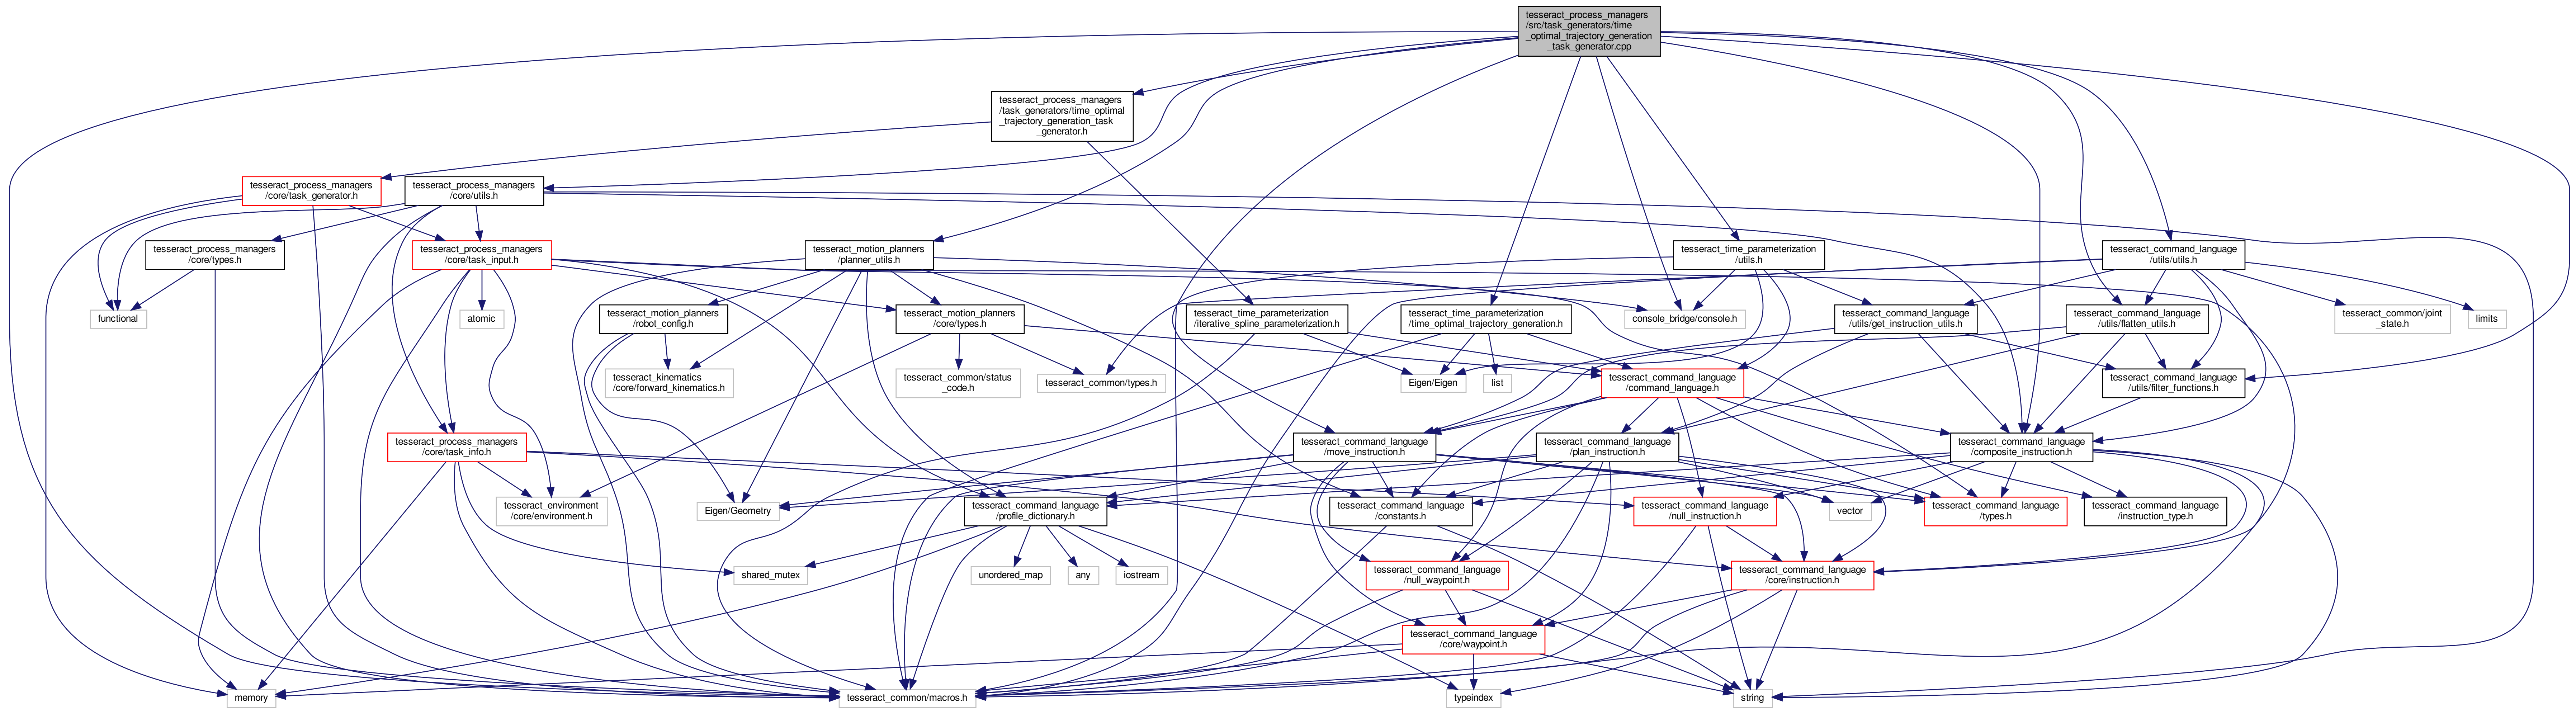 tesseract_process_managers
/src/task_generators/time
_optimal_trajectory_generation
_task_generator.cpp
tesseract_process_managers
/task_generators/time_optimal
_trajectory_generation_task
_generator.h
tesseract_process_managers
/core/task_generator.h
tesseract_process_managers
/core/utils.h
tesseract_process_managers
/core/types.h
tesseract_process_managers
/core/task_input.h
tesseract_motion_planners
/planner_utils.h
tesseract_time_parameterization
/utils.h
tesseract_command_language
/utils/utils.h
functional
atomic
tesseract_motion_planners
/robot_config.h
tesseract_motion_planners
/core/types.h
tesseract_time_parameterization
/iterative_spline_parameterization.h
tesseract_time_parameterization
/time_optimal_trajectory_generation.h
console_bridge/console.h
tesseract_command_language
/utils/get_instruction_utils.h
tesseract_command_language
/utils/flatten_utils.h
tesseract_common/joint
_state.h
limits
tesseract_kinematics
/core/forward_kinematics.h
tesseract_common/status
_code.h
tesseract_common/types.h
Eigen/Eigen
list
tesseract_command_language
/command_language.h
tesseract_command_language
/utils/filter_functions.h
tesseract_process_managers
/core/task_info.h
tesseract_command_language
/move_instruction.h
tesseract_command_language
/plan_instruction.h
tesseract_command_language
/composite_instruction.h
tesseract_environment
/core/environment.h
Eigen/Geometry
tesseract_command_language
/profile_dictionary.h
tesseract_command_language
/constants.h
tesseract_command_language
/null_instruction.h
vector
tesseract_command_language
/types.h
tesseract_command_language
/instruction_type.h
shared_mutex
unordered_map
any
iostream
tesseract_command_language
/null_waypoint.h
tesseract_command_language
/core/instruction.h
tesseract_command_language
/core/waypoint.h
memory
tesseract_common/macros.h
typeindex
string